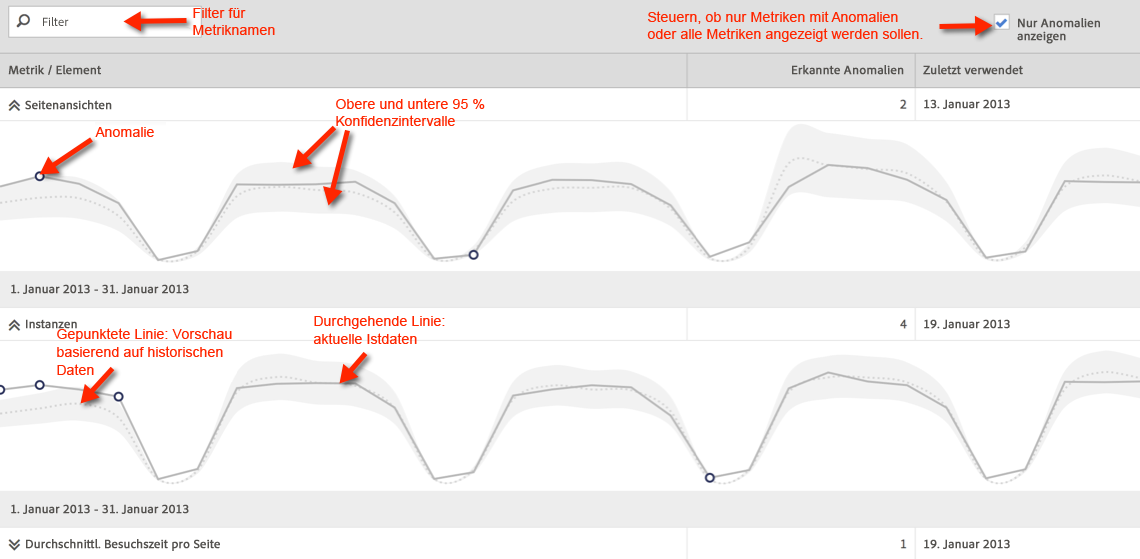 Filter
Filter für
Metriknamen
Steuern, ob nur Metriken mit Anomalien
oder alle Metriken angezeigt werden sollen.
Nur Anomalien
anzeigen
Metrik / Element
Erkannte Anomalien
Zuletzt verwendet
Seitenansichten
2
13. Januar 2013
Obere und untere 95 %
Konfidenzintervalle
Anomalie
1. Januar 2013 - 31. Januar 2013
Instanzen
4
19. Januar 2013
Gepunktete Linie: Vorschau
basierend auf historischen
Daten
Durchgehende Linie:
aktuelle Istdaten
1. Januar 2013 - 31. Januar 2013
Durchschnittl. Besuchszeit pro Seite
1
19. Januar 2013